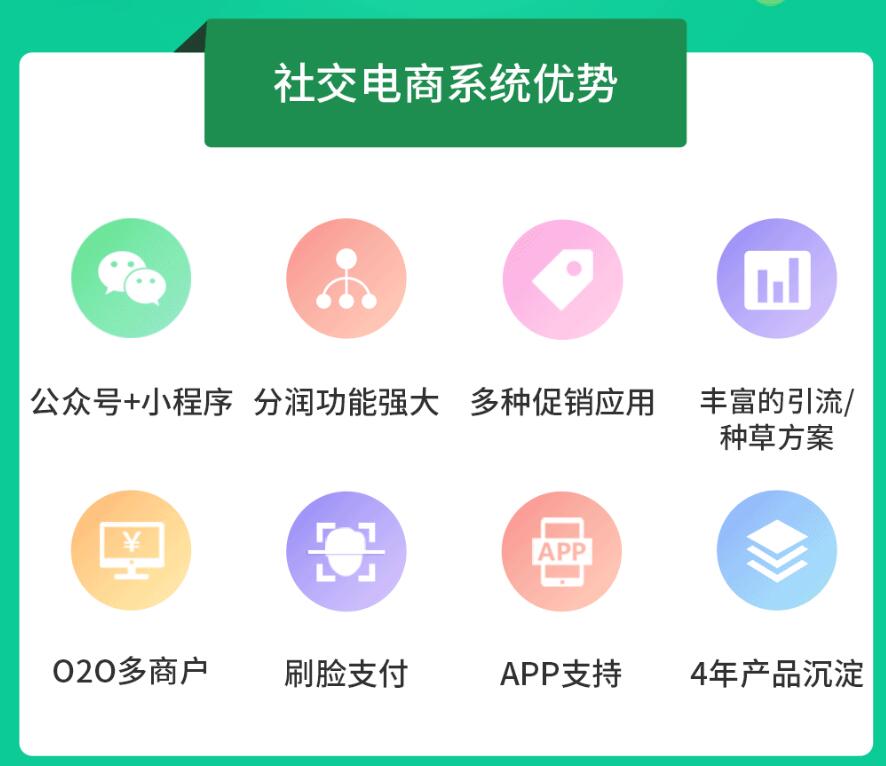 社交电商系统优势
公众号+小程序
分润功能强大
多种促销应用
丰富的引流/
种草方案
¥
APP
O2O多商户
刷脸支付
APP支持
4年产品沉淀